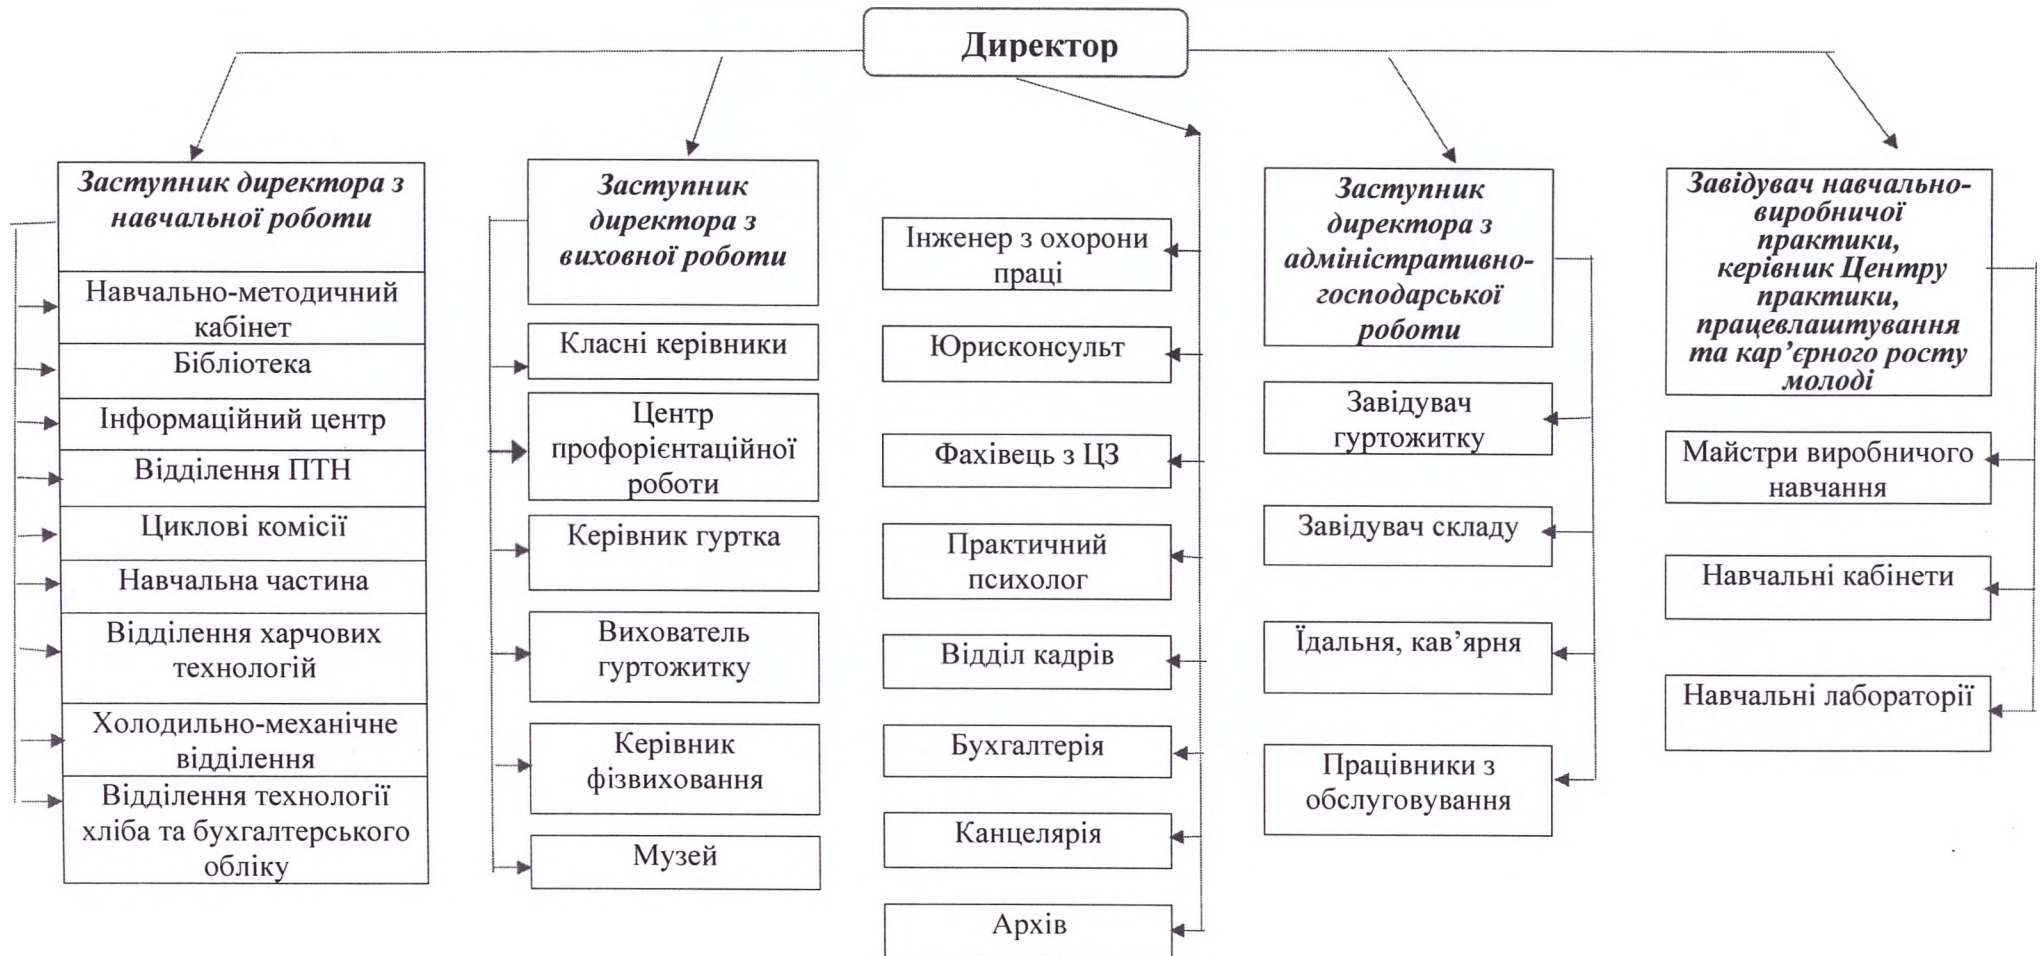 Директор
Заступник директора з
навчальної роботи
Навчально-методичний
кабінет
Бібліотека
Інформаційний центр
Відділення ПТН
Циклові комісії
Навчальна частина
Відділення харчових
технологій
Холодильно-механічне
відділення
Відділення технології
хліба та бухгалтерського
обліку
Заступник
директора з
виховної роботи
Класні керівники
Центр
профорієнтаційної
роботи
Керівник гуртка
Вихователь
гуртожитку
Керівник
фізвиховання
Музей
Інженер з охорони
праці
Юрисконсульт
Фахівець з ЦЗ
Практичний
психолог
Відділ кадрів
Бухгалтерія
Канцелярія
Архів
Заступник
директора з
адміністративно-
господарської
роботи
Завідувач
гуртожитку
Завідувач складу
Їдальня, кав’ярня
Працівники з
обслуговування
Завідувач навчально-
виробничої
практики,
керівник Центру
практики,
працевлаштування
та кар’єрного росту
молоді
Майстри виробничого
навчання
Навчальні кабінети
Навчальні лабораторії